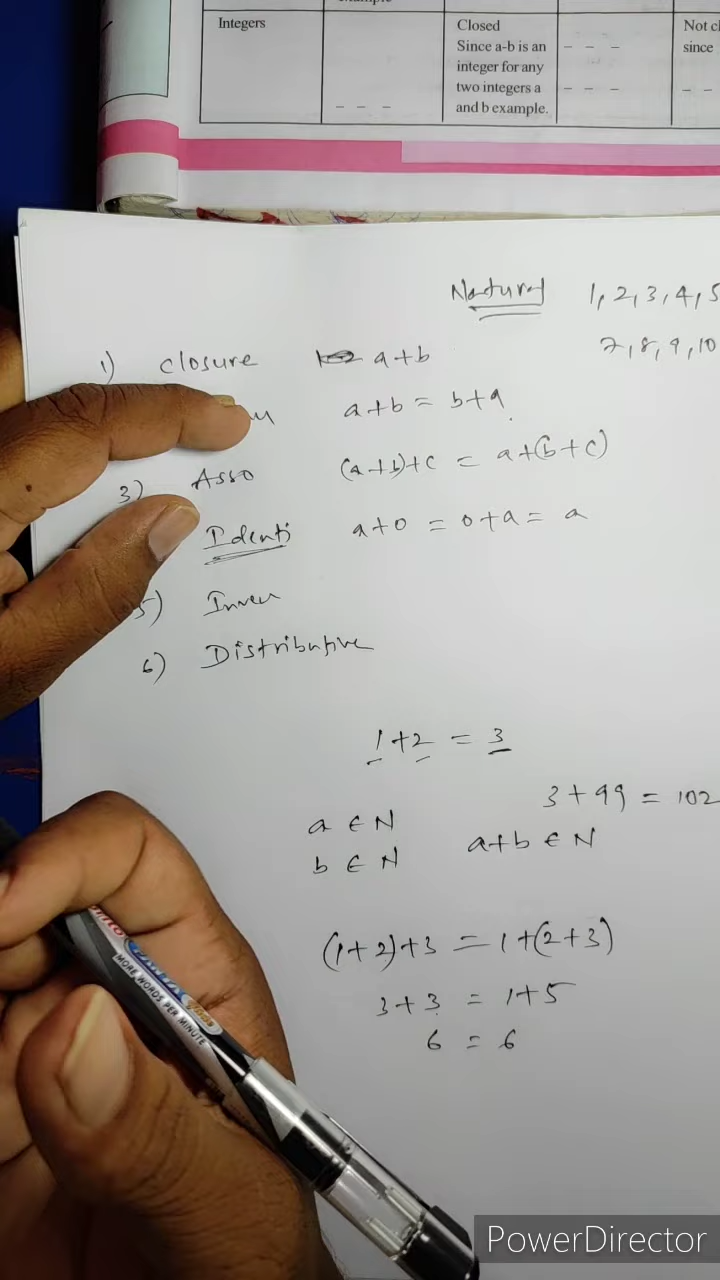 Integers
Closed
Since a-b is an
integer for any
two integers a
and b example.
– – –
– – –
– – –
Not cl
since
– –
Natural 1, 2, 3, 4, 5
7, 8, 9, 10
1) closure a+b
a+b = b+a
3) Asso (a+b)+c = a+(b+c)
Identi a+0 = 0+a = a
5) Inver
6) Distributive
1+2 = 3
3+99 = 102
a ∈ N
b ∈ N a+b ∈ N
(1+2)+3 = 1+(2+3)
3+3 = 1+5
6 = 6
MORE WORDS PER MINUTE
PowerDirector